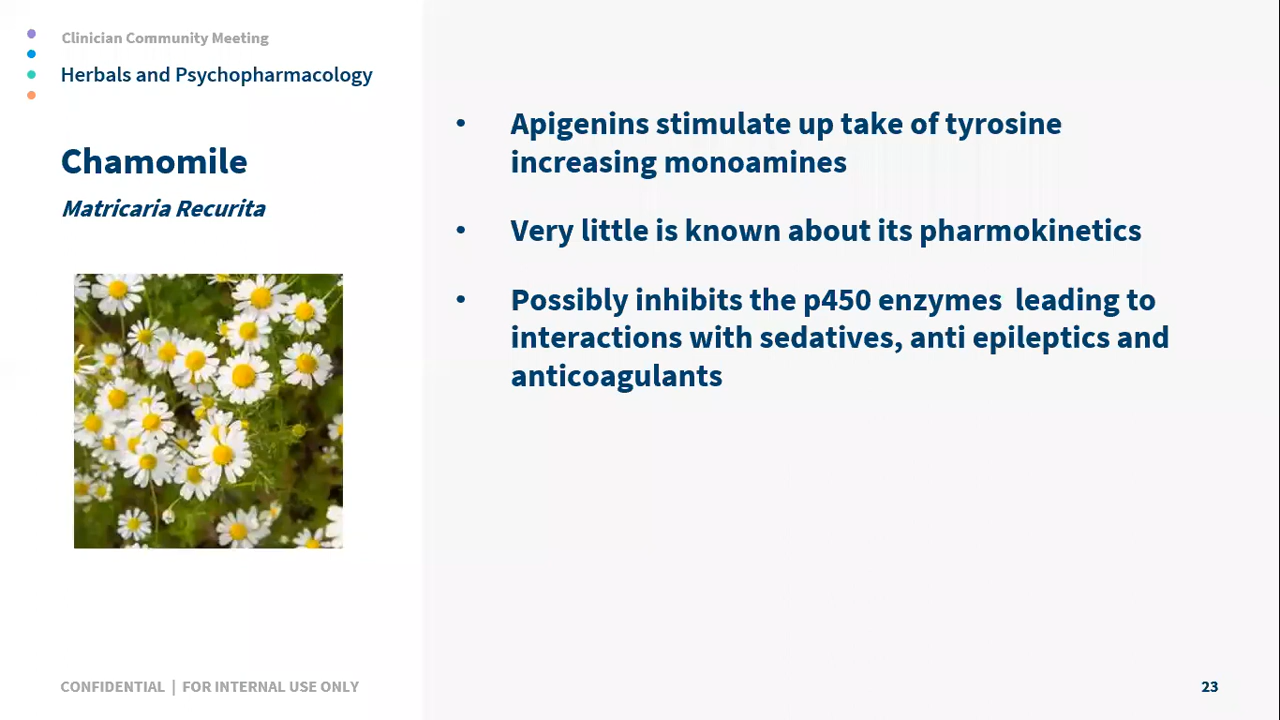 Clinician Community Meeting
Herbals and Psychopharmacology
Chamomile
Matricaria Recurita
• Apigenins stimulate up take of tyrosine
increasing monoamines
• Very little is known about its pharmokinetics
• Possibly inhibits the p450 enzymes  leading to
interactions with sedatives, anti epileptics and
anticoagulants
CONFIDENTIAL | FOR INTERNAL USE ONLY
23